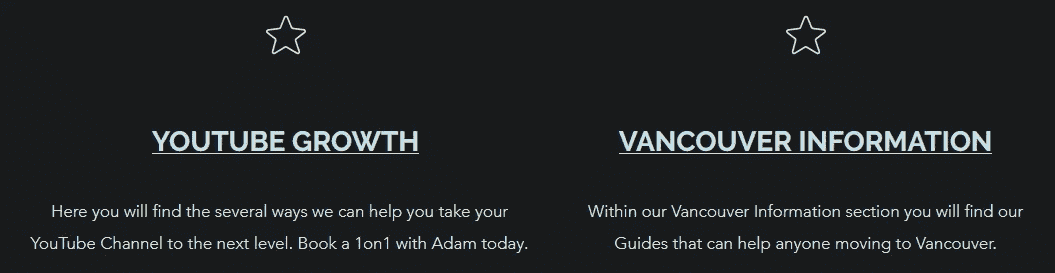 YOUTUBE GROWTH
Here you will find the several ways we can help you take your
YouTube Channel to the next level. Book a 1on1 with Adam today.
VANCOUVER INFORMATION
Within our Vancouver Information section you will find our
Guides that can help anyone moving to Vancouver.